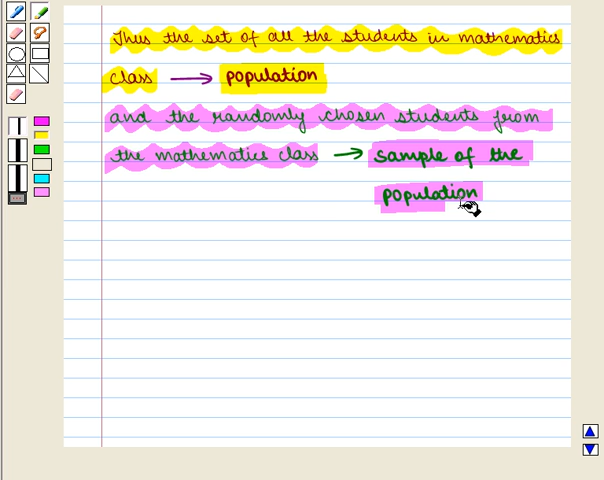 Thus the set of all the students in mathematics
class → population
and the randomly chosen students from
the mathematics class → sample of the
population